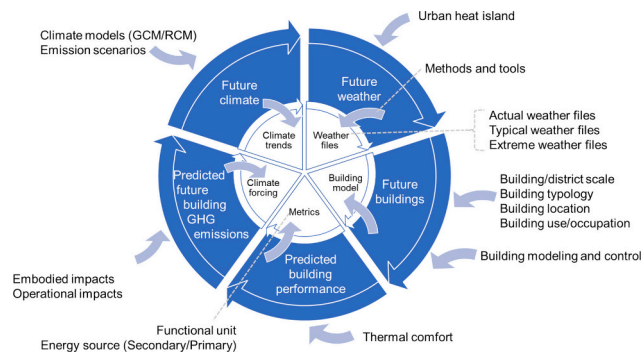 Urban heat island
Climate models (GCM/RCM)
Emission scenarios
Methods and tools
Future
climate
Future
weather
Actual weather files
Typical weather files
Extreme weather files
Climate
trends
Weather
files
Predicted
future
building
GHG
emissions
Climate
forcing
Building
model
Future
buildings
Building/district scale
Building typology
Building location
Building use/occupation
Metrics
Predicted
building
performance
Building modeling and control
Embodied impacts
Operational impacts
Functional unit
Energy source (Secondary/Primary)
Thermal comfort